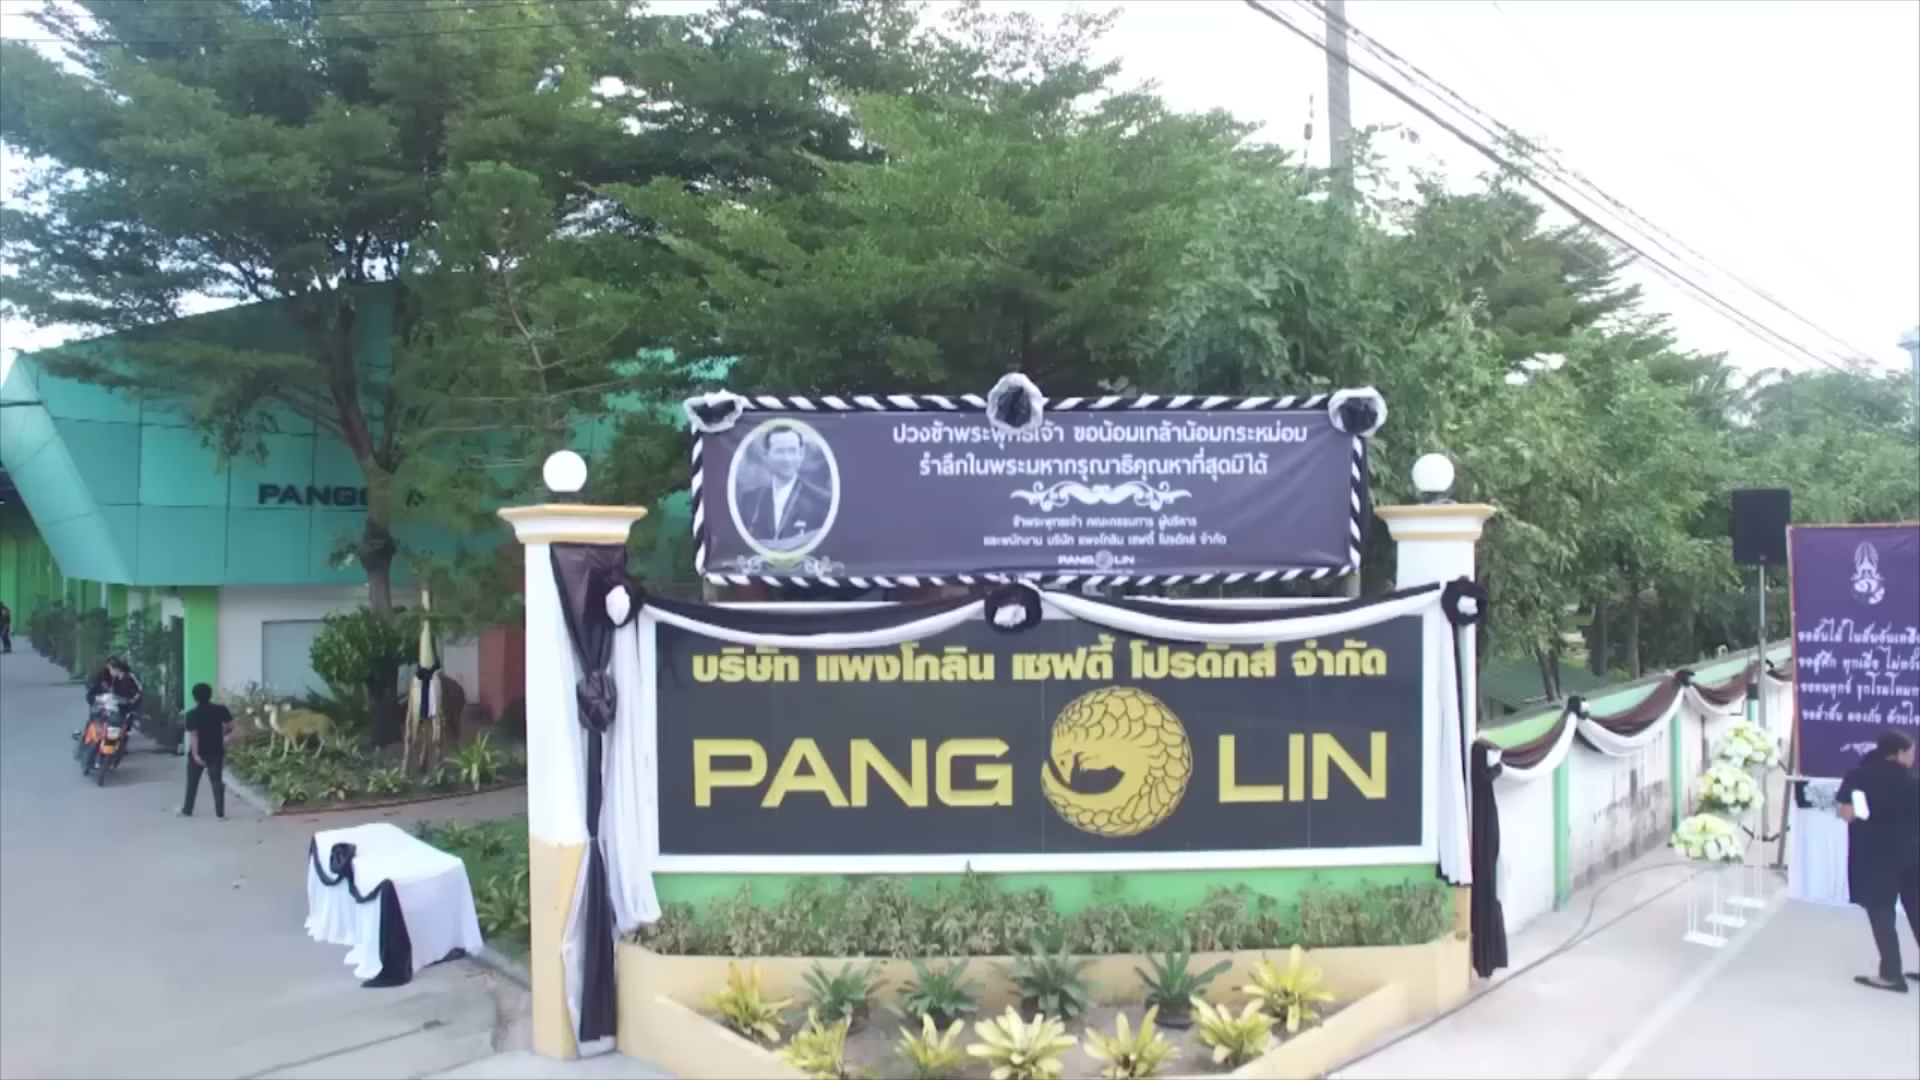 ปวงข้าพระพุทธเจ้า ขอน้อมเกล้าน้อมกระหม่อม
รำลึกในพระมหากรุณาธิคุณหาที่สุดมิได้
ข้าพระพุทธเจ้า คณะกรรมการ ผู้บริหาร
และพนักงาน บริษัท แพงโกลิน เซฟตี้ โปรดักส์ จำกัด
PANG LIN
บริษัท แพงโกลิน เซฟตี้ โปรดักส์ จำกัด
PANG LIN